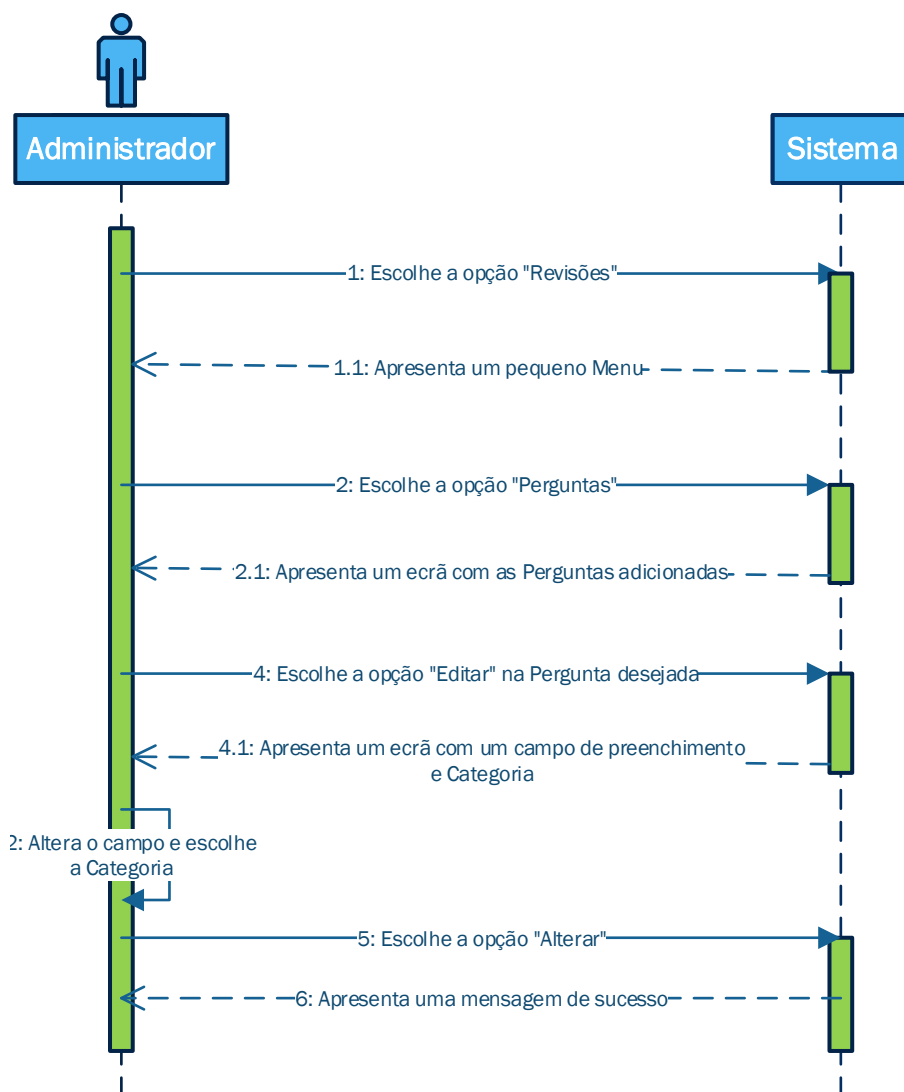 Administrador
Sistema
1: Escolhe a opção "Revisões"
1.1: Apresenta um pequeno Menu
2: Escolhe a opção "Perguntas"
2.1: Apresenta um ecrã com as Perguntas adicionadas
4: Escolhe a opção "Editar" na Pergunta desejada
4.1: Apresenta um ecrã com um campo de preenchimento
e Categoria
2: Altera o campo e escolhe
a Categoria
5: Escolhe a opção "Alterar"
6: Apresenta uma mensagem de sucesso